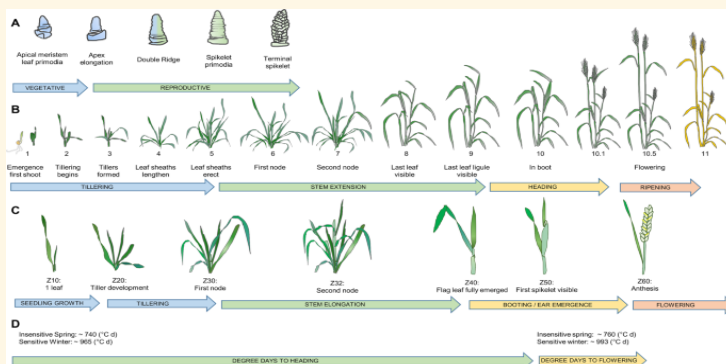 A
Apical meristem
leaf primodia
Apex
elongation
Double Ridge
Spikelet
primodia
Terminal
spikelet
VEGETATIVE
REPRODUCTIVE
B
1
2
3
4
5
6
7
8
9
10
10.1
10.5
11
Emergence
first shoot
Tillering
begins
Tillers
formed
Leaf sheaths
lengthen
Leaf sheaths
erect
First node
Second node
Last leaf
visible
Last leaf ligule
visible
In boot
Flowering
TILLERING
STEM EXTENSION
HEADING
RIPENING
C
Z10:
1 leaf
Z20:
Tiller development
Z30:
First node
Z32:
Second node
Z40:
Flag leaf fully emerged
Z50:
First spikelet visible
Z60:
Anthesis
SEEDLING GROWTH
TILLERING
STEM ELONGATION
BOOTING / EAR EMERGENCE
FLOWERING
D
Insensitive Spring: ~ 740 (°C d)
Sensitive Winter: ~ 965 (°C d)
Insensitive spring: ~ 760 (°C d)
Sensitive winter: ~ 993 (°C d)
DEGREE DAYS TO HEADING
DEGREE DAYS TO FLOWERING